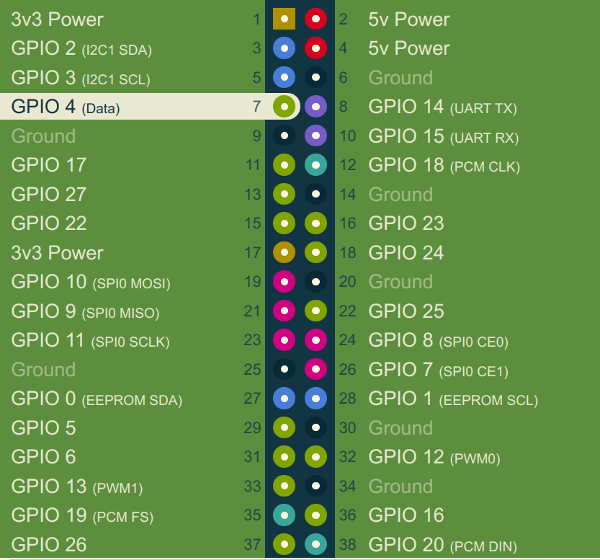 3v3 Power 1 2 5v Power
GPIO 2 (I2C1 SDA) 3 4 5v Power
GPIO 3 (I2C1 SCL) 5 6 Ground
GPIO 4 (Data) 7 8 GPIO 14 (UART TX)
Ground 9 10 GPIO 15 (UART RX)
GPIO 17 11 12 GPIO 18 (PCM CLK)
GPIO 27 13 14 Ground
GPIO 22 15 16 GPIO 23
3v3 Power 17 18 GPIO 24
GPIO 10 (SPI0 MOSI) 19 20 Ground
GPIO 9 (SPI0 MISO) 21 22 GPIO 25
GPIO 11 (SPI0 SCLK) 23 24 GPIO 8 (SPI0 CE0)
Ground 25 26 GPIO 7 (SPI0 CE1)
GPIO 0 (EEPROM SDA) 27 28 GPIO 1 (EEPROM SCL)
GPIO 5 29 30 Ground
GPIO 6 31 32 GPIO 12 (PWM0)
GPIO 13 (PWM1) 33 34 Ground
GPIO 19 (PCM FS) 35 36 GPIO 16
GPIO 26 37 38 GPIO 20 (PCM DIN)